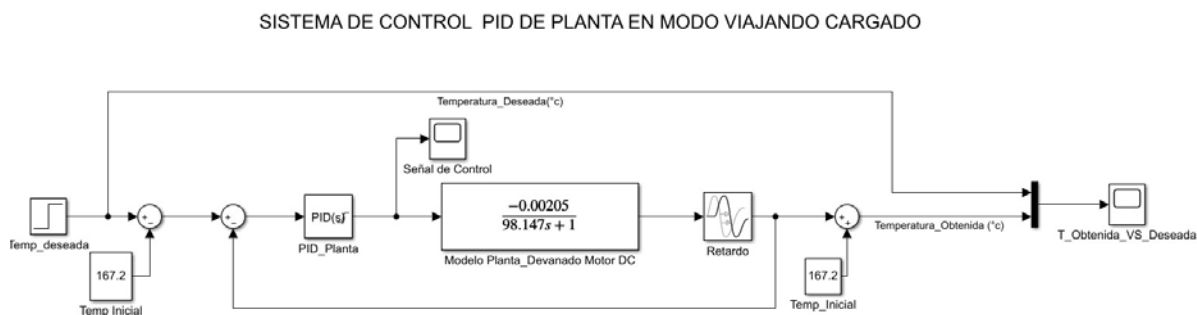 SISTEMA DE CONTROL PID DE PLANTA EN MODO VIAJANDO CARGADO
Temperatura_Deseada(°c)
Señal de Control
PID(s)
-0.00205
98.147s + 1
Temp_deseada
PID_Planta
Modelo Planta_Devanado Motor DC
Retardo
Temperatura_Obtenida (°c)
T_Obtenida_VS_Deseada
167.2
Temp Inicial
167.2
Temp_Inicial